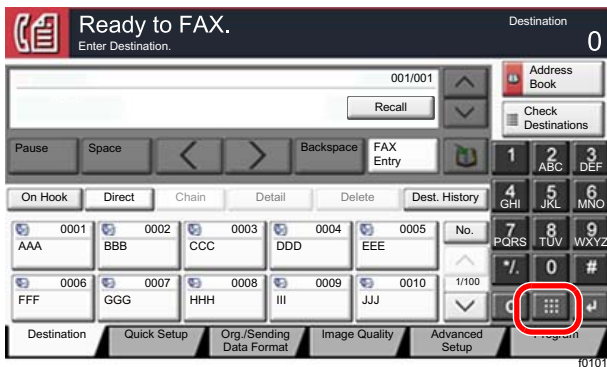 Ready to FAX.
Enter Destination.
Destination
0
001/001
Recall
Address
Book
Check
Destinations
Pause
Space
Backspace
FAX
Entry
1
2
ABC
3
DEF
On Hook
Direct
Chain
Detail
Delete
Dest. History
4
GHI
5
JKL
6
MNO
0001
AAA
0002
BBB
0003
CCC
0004
DDD
0005
EEE
No.
7
PQRS
8
TUV
9
WXYZ
*/.
0
#
0006
FFF
0007
GGG
0008
HHH
0009
III
0010
JJJ
1/100
Destination
Quick Setup
Org./Sending
Data Format
Image Quality
Advanced
Setup
f0101